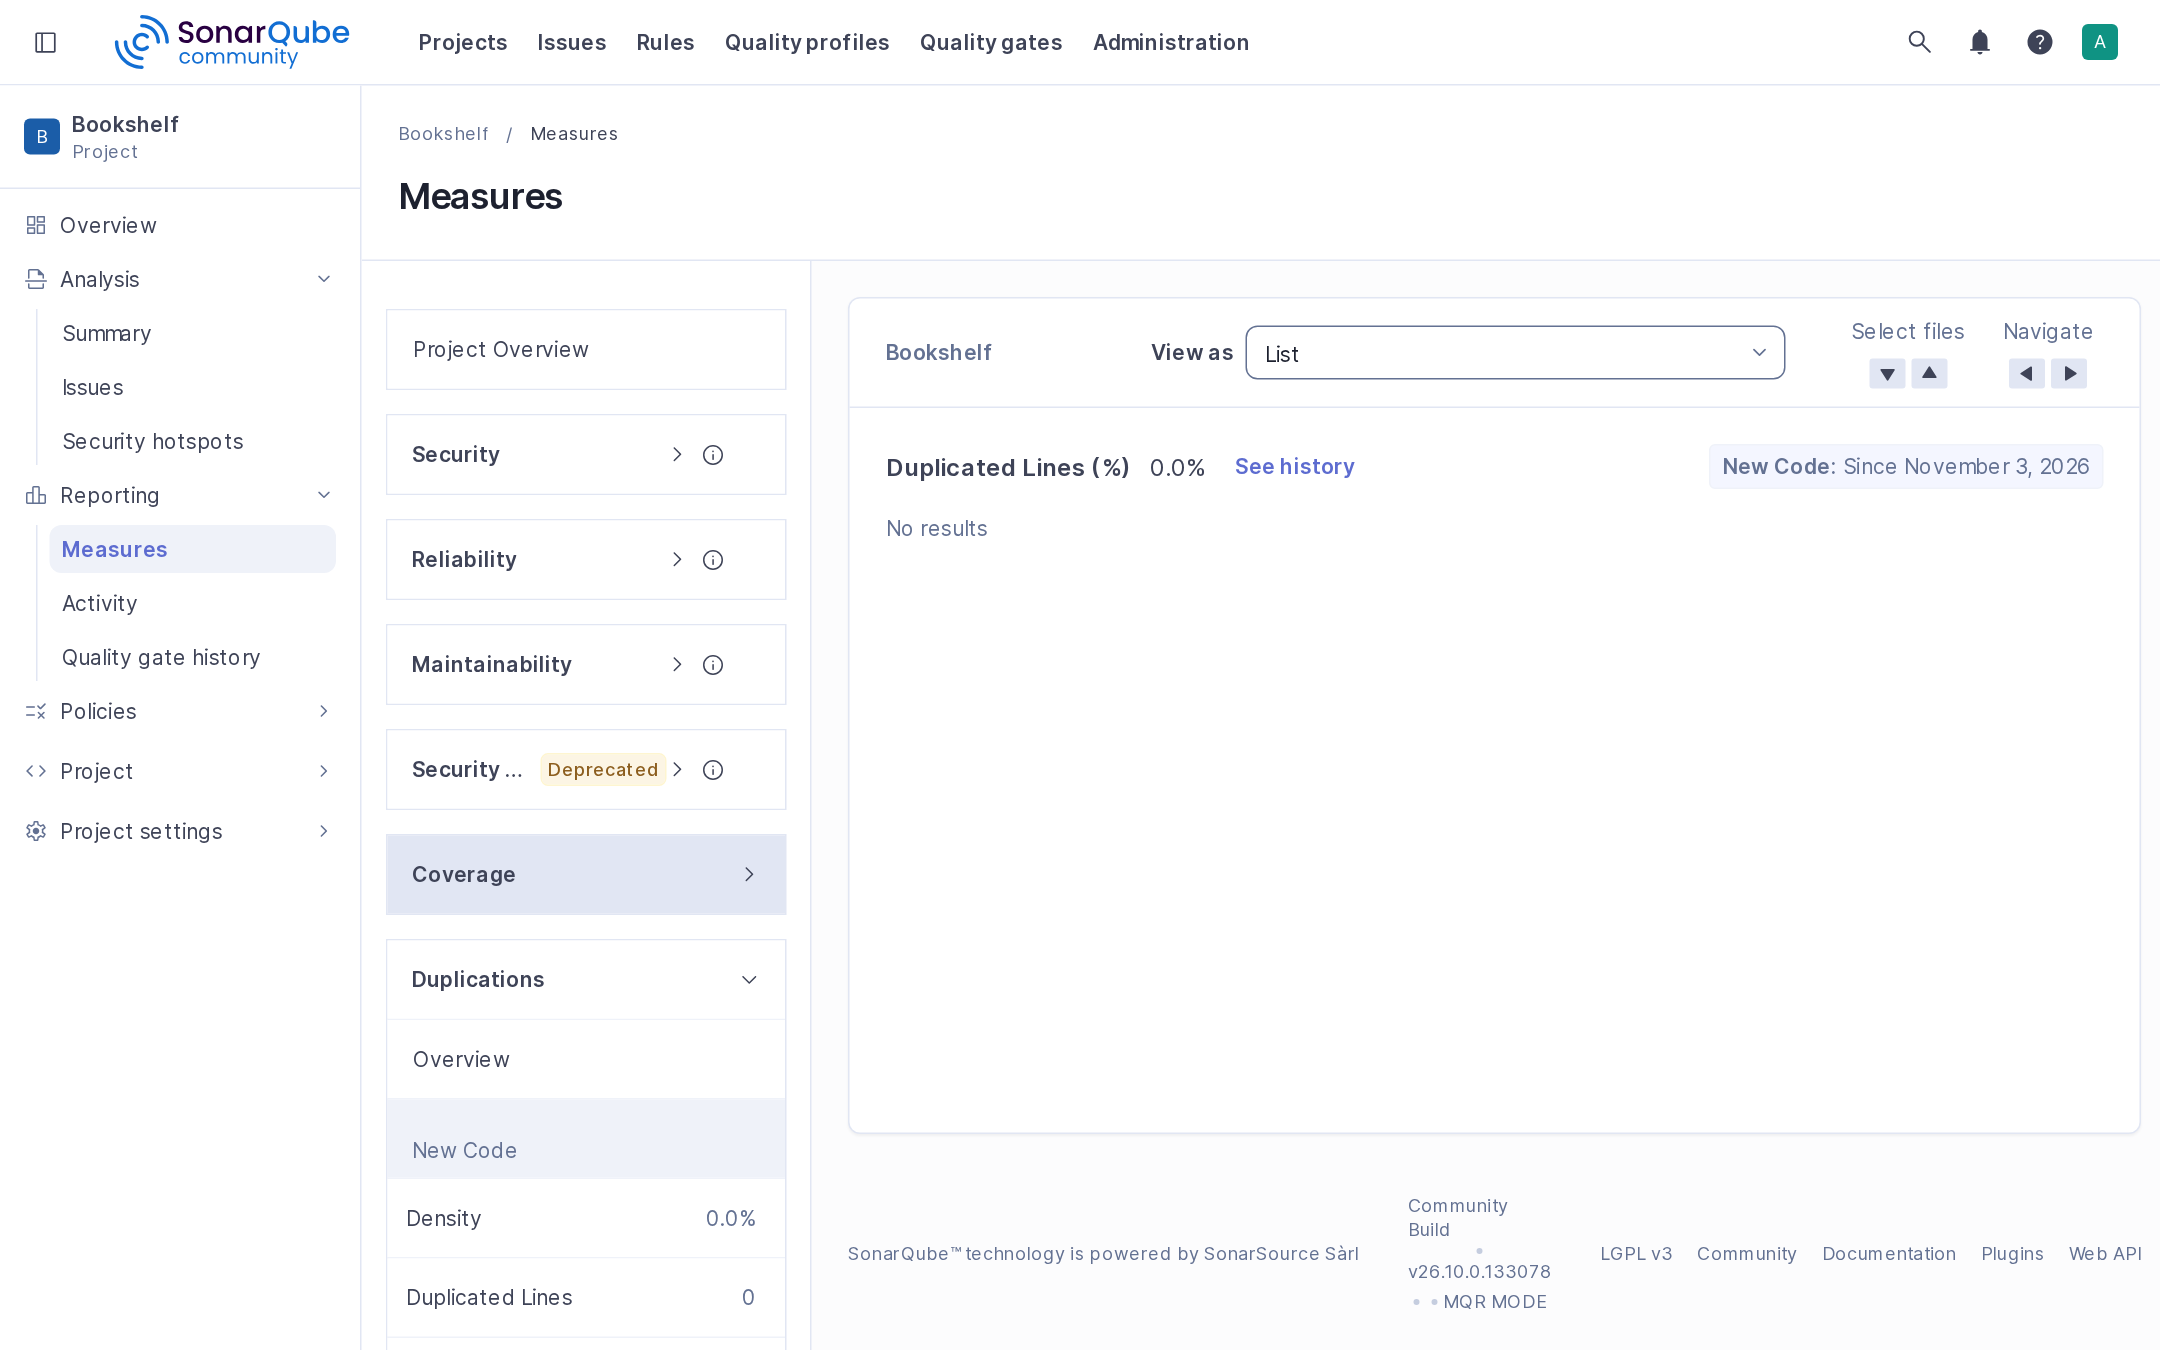 SonarQube community
Projects Issues Rules Quality profiles Quality gates Administration
A
B
Bookshelf
Project
Overview
Analysis
Summary
Issues
Security hotspots
Reporting
Measures
Activity
Quality gate history
Policies
Project
Project settings
Bookshelf / Measures
Measures
Project Overview
Security
Reliability
Maintainability
Security ... Deprecated
Coverage
Duplications
Overview
New Code
Density 0.0%
Duplicated Lines 0
Bookshelf
View as List
Select files
Navigate
Duplicated Lines (%) 0.0% See history
New Code: Since November 3, 2026
No results
SonarQube™ technology is powered by SonarSource Sàrl
Community
Build
•
v26.10.0.133078
• • MQR MODE
LGPL v3 Community Documentation Plugins Web API